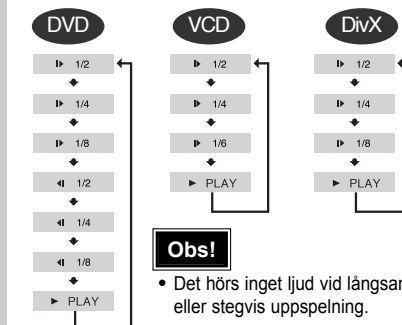 DVD
I▶ 1/2
I▶ 1/4
I▶ 1/8
◀I 1/2
◀I 1/4
◀I 1/8
► PLAY
VCD
I▶ 1/2
I▶ 1/4
I▶ 1/6
► PLAY
DivX
I▶ 1/2
I▶ 1/4
I▶ 1/8
► PLAY
Obs!
• Det hörs inget ljud vid långsam
eller stegvis uppspelning.